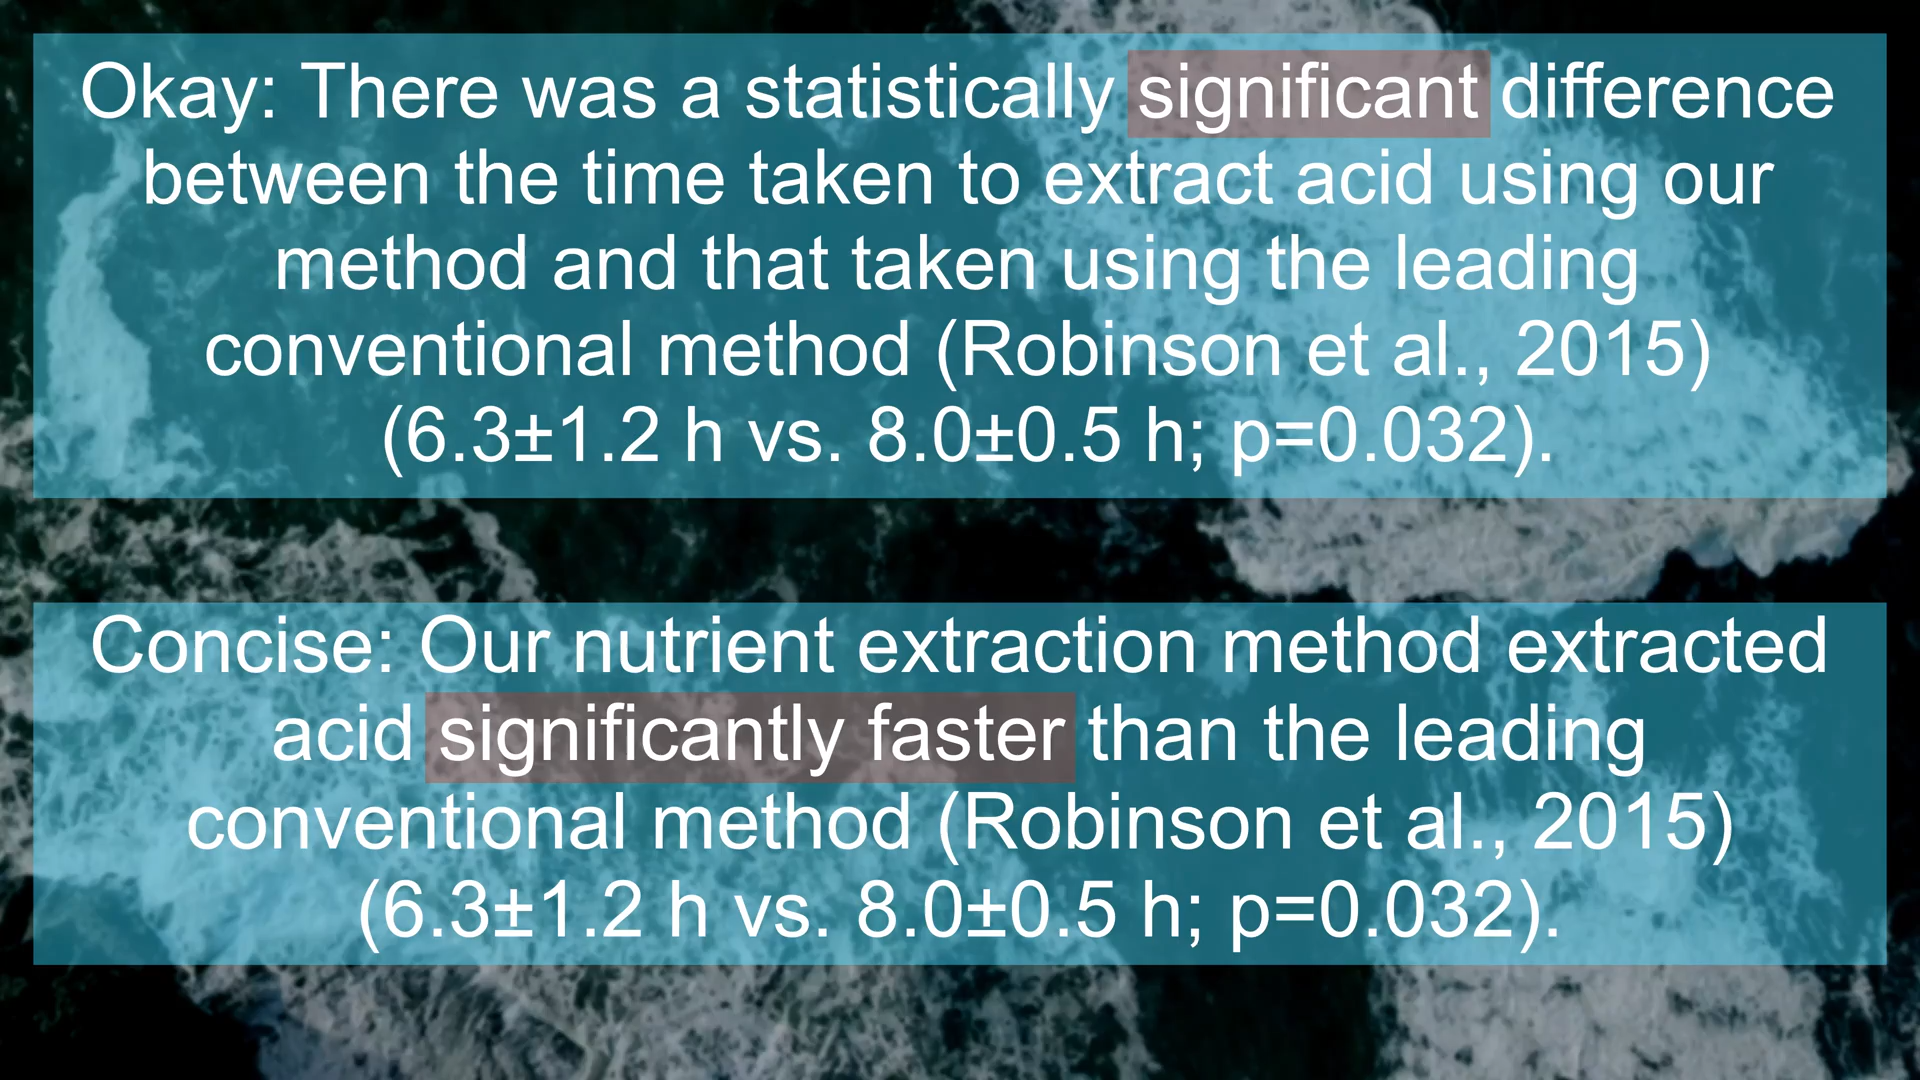 Okay: There was a statistically significant difference
between the time taken to extract acid using our
method and that taken using the leading
conventional method (Robinson et al., 2015)
(6.3±1.2 h vs. 8.0±0.5 h; p=0.032).
Concise: Our nutrient extraction method extracted
acid significantly faster than the leading
conventional method (Robinson et al., 2015)
(6.3±1.2 h vs. 8.0±0.5 h; p=0.032).